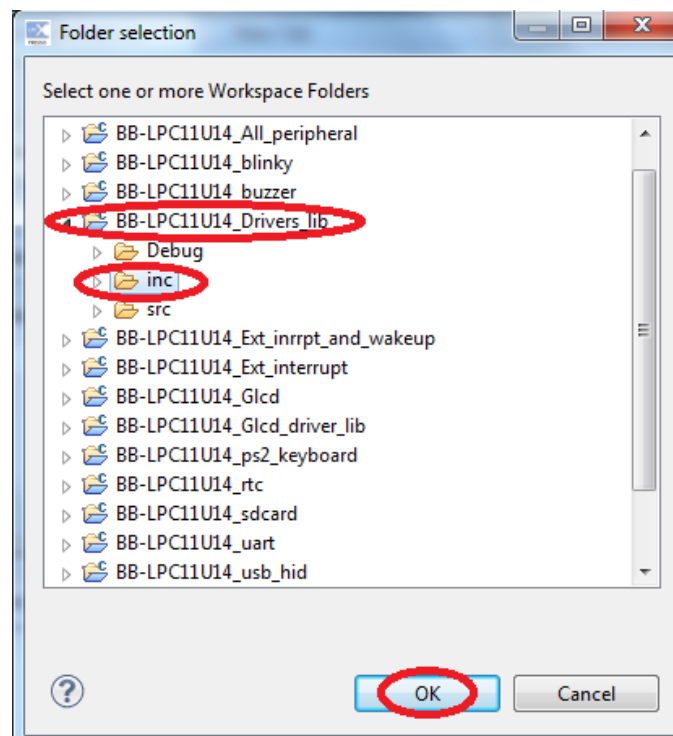 Folder selection
Select one or more Workspace Folders
BB-LPC11U14_All_peripheral
BB-LPC11U14_blinky
BB-LPC11U14_buzzer
BB-LPC11U14_Drivers_lib
Debug
inc
src
BB-LPC11U14_Ext_inrrpt_and_wakeup
BB-LPC11U14_Ext_interrupt
BB-LPC11U14_Glcd
BB-LPC11U14_Glcd_driver_lib
BB-LPC11U14_ps2_keyboard
BB-LPC11U14_rtc
BB-LPC11U14_sdcard
BB-LPC11U14_uart
BB-LPC11U14_usb_hid
? OK Cancel